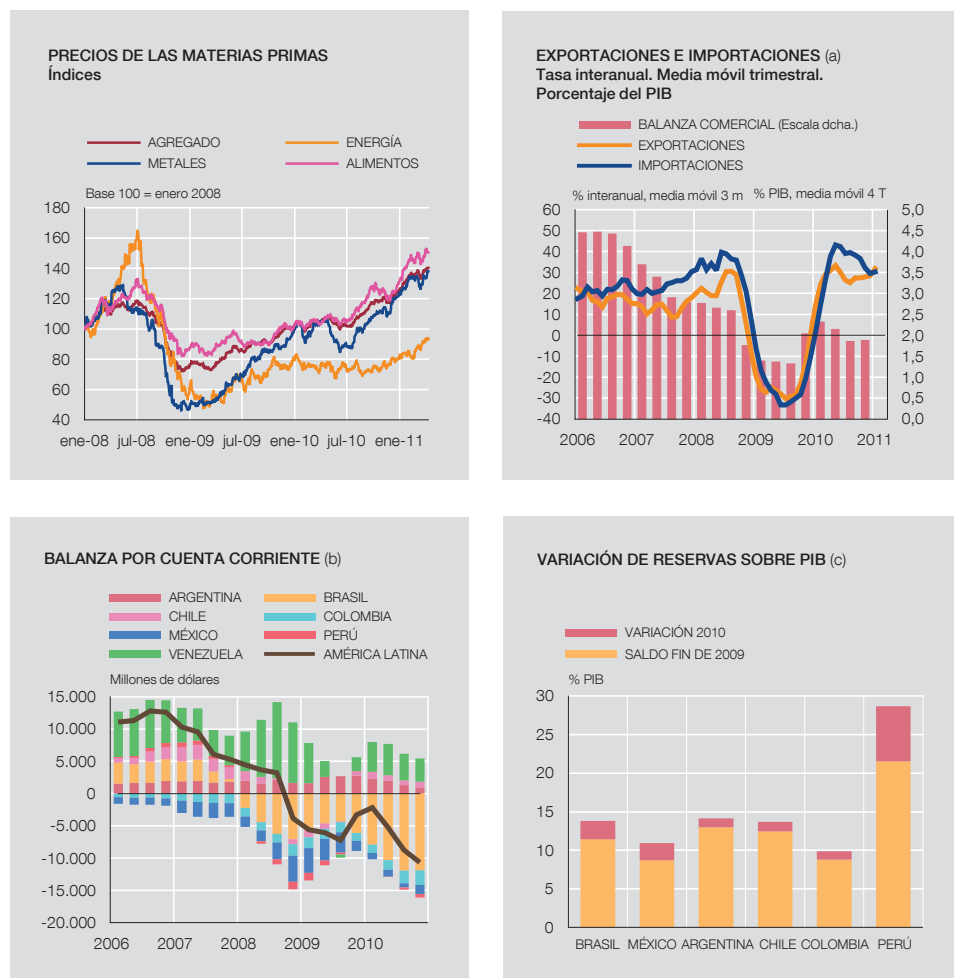 PRECIOS DE LAS MATERIAS PRIMAS
Índices
AGREGADO
ENERGÍA
METALES
ALIMENTOS
Base 100 = enero 2008
180
160
140
120
100
80
60
40
ene-08 jul-08 ene-09 jul-09 ene-10 jul-10 ene-11
EXPORTACIONES E IMPORTACIONES (a)
Tasa interanual. Media móvil trimestral.
Porcentaje del PIB
BALANZA COMERCIAL (Escala dcha.)
EXPORTACIONES
IMPORTACIONES
% interanual, media móvil 3 m % PIB, media móvil 4 T
60 5,0
50 4,5
40 4,0
30 3,5
20 3,0
10 2,5
0 2,0
-10 1,5
-20 1,0
-30 0,5
-40 0,0
2006 2007 2008 2009 2010 2011
BALANZA POR CUENTA CORRIENTE (b)
ARGENTINA
BRASIL
CHILE
COLOMBIA
MÉXICO
PERÚ
VENEZUELA
AMÉRICA LATINA
Millones de dólares
15.000
10.000
5.000
0
-5.000
-10.000
-15.000
-20.000
2006 2007 2008 2009 2010
VARIACIÓN DE RESERVAS SOBRE PIB (c)
VARIACIÓN 2010
SALDO FIN DE 2009
% PIB
30
25
20
15
10
5
0
BRASIL MÉXICO ARGENTINA CHILE COLOMBIA PERÚ